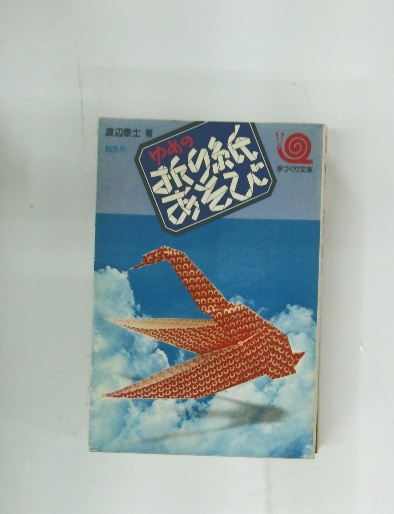 渡辺泰士 著
ゆめの
折り紙
あそび
手づくり文庫